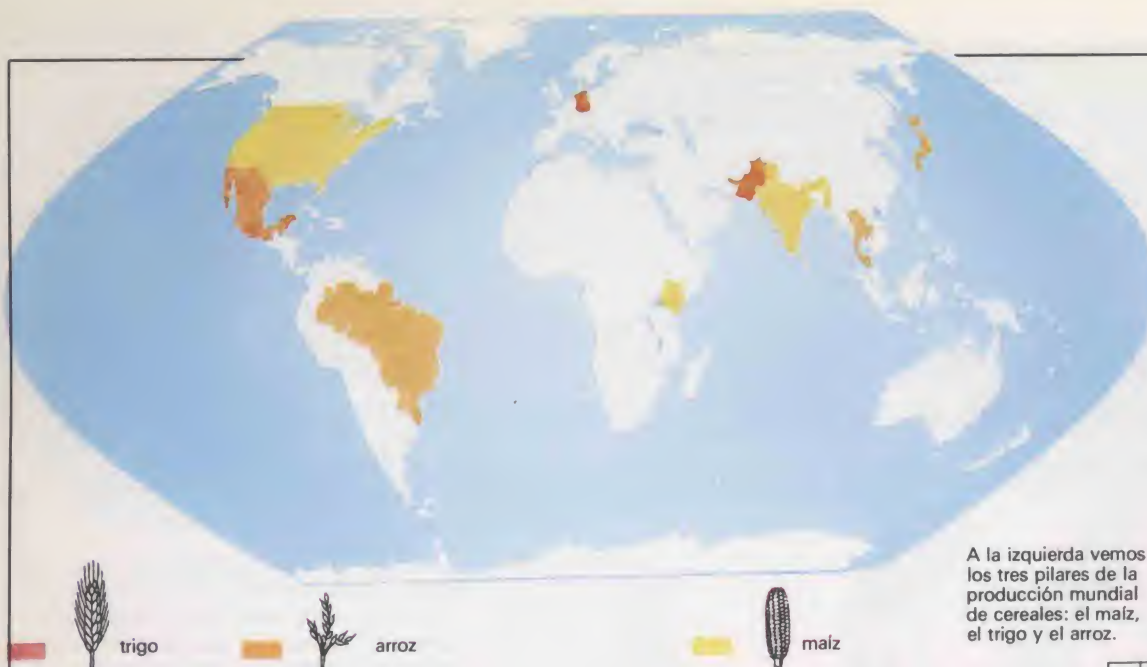 A la izquierda vemos
los tres pilares de la
producción mundial
de cereales: el maíz,
el trigo y el arroz.
trigo
arroz
maíz